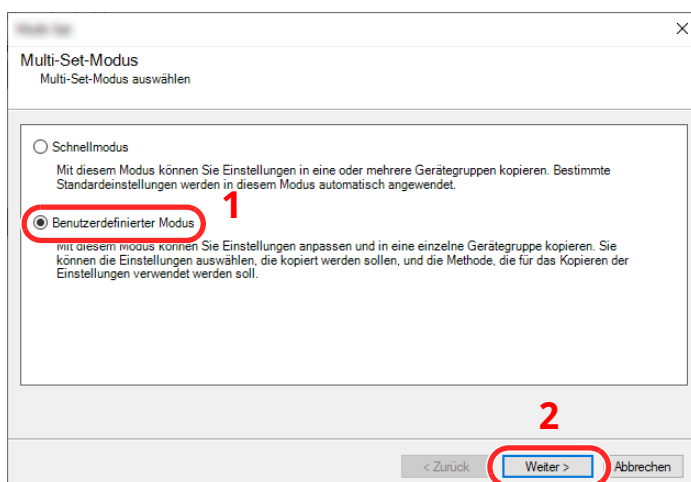 Multi-Set-Modus
Multi-Set-Modus auswählen
Schnellmodus
Mit diesem Modus können Sie Einstellungen in eine oder mehrere Gerätegruppen kopieren. Bestimmte
Standardeinstellungen werden in diesem Modus automatisch angewendet.
1
Benutzerdefinierter Modus
Mit diesem Modus können Sie Einstellungen anpassen und in eine einzelne Gerätegruppe kopieren. Sie
können die Einstellungen auswählen, die kopiert werden sollen, und die Methode, die für das Kopieren der
Einstellungen verwendet werden soll.
2
< Zurück Weiter > Abbrechen